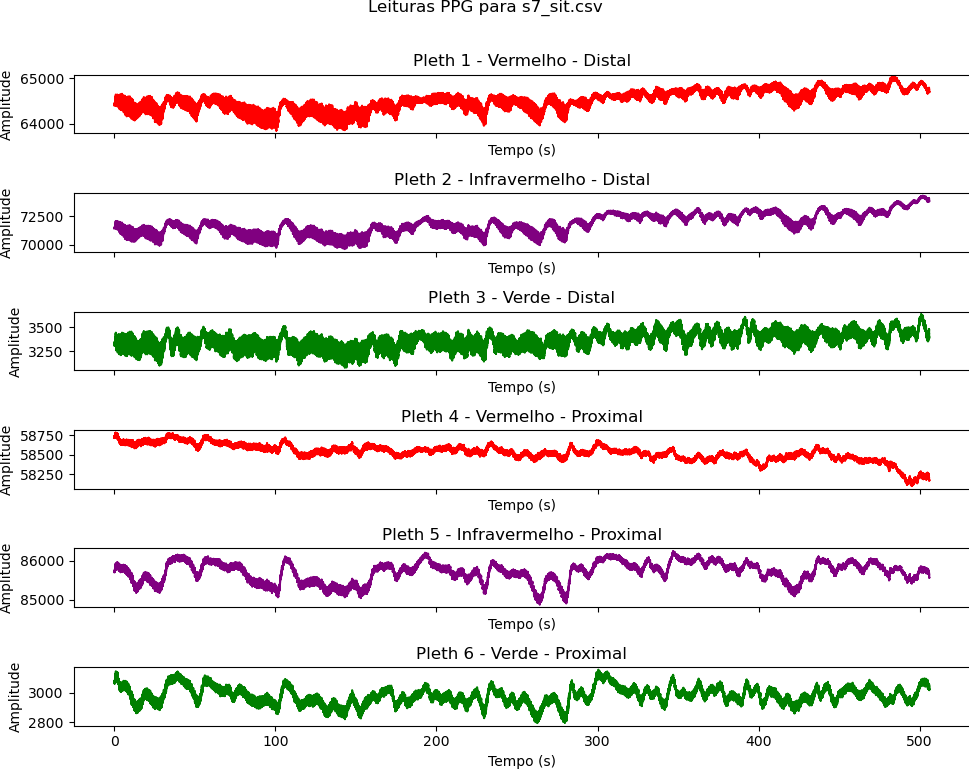 Leituras PPG para s7_sit.csv
Pleth 1 - Vermelho - Distal
Amplitude
65000
64000
Tempo (s)
Pleth 2 - Infravermelho - Distal
Amplitude
72500
70000
Tempo (s)
Pleth 3 - Verde - Distal
Amplitude
3500
3250
Tempo (s)
Pleth 4 - Vermelho - Proximal
Amplitude
58750
58500
58250
Tempo (s)
Pleth 5 - Infravermelho - Proximal
Amplitude
86000
85000
Tempo (s)
Pleth 6 - Verde - Proximal
Amplitude
3000
2800
0 100 200 300 400 500
Tempo (s)